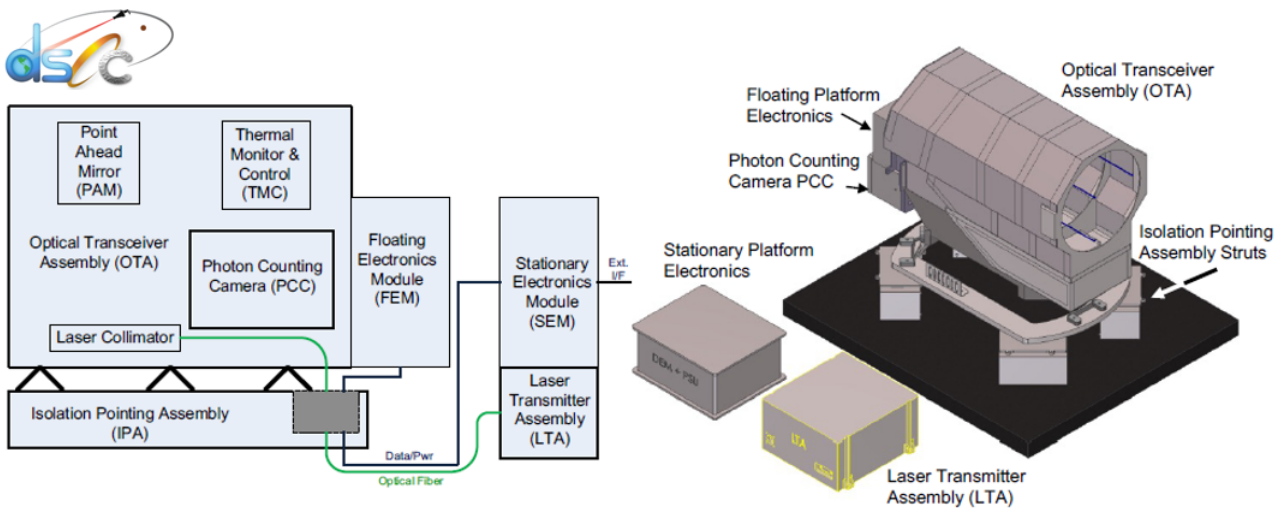 dsoc
Point
Ahead
Mirror
(PAM)
Thermal
Monitor &
Control
(TMC)
Optical Transceiver
Assembly (OTA)
Photon Counting
Camera (PCC)
Laser Collimator
Floating
Electronics
Module
(FEM)
Stationary
Electronics
Module
(SEM)
Ext.
I/F
Laser
Transmitter
Assembly
(LTA)
Isolation Pointing Assembly
(IPA)
Data/Pwr
Optical Fiber
Optical Transceiver
Assembly (OTA)
Floating Platform
Electronics
Photon Counting
Camera PCC
Isolation Pointing
Assembly Struts
Stationary Platform
Electronics
DEM + PSU
LTA
Laser Transmitter
Assembly (LTA)